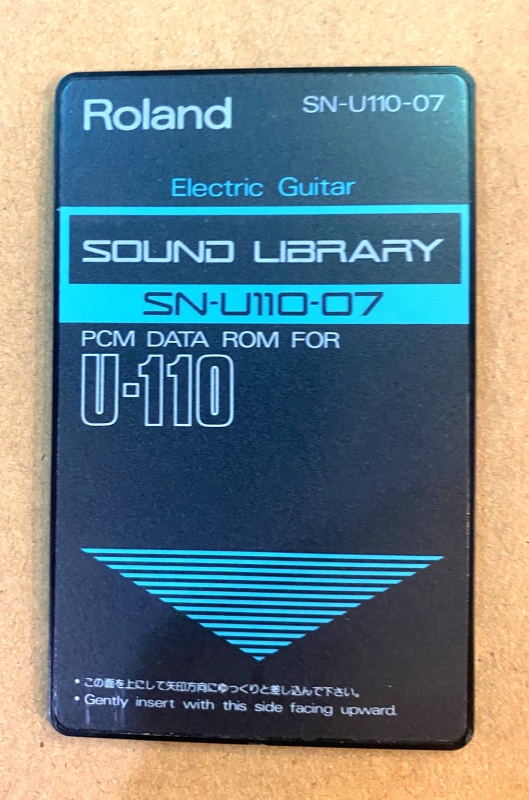 Roland SN-U110-07
Electric Guitar
SOUND LIBRARY
SN-U110-07
PCM DATA ROM FOR
U-110
• この面を上にして矢印方向にゆっくりと差し込んで下さい。
• Gently insert with this side facing upward.